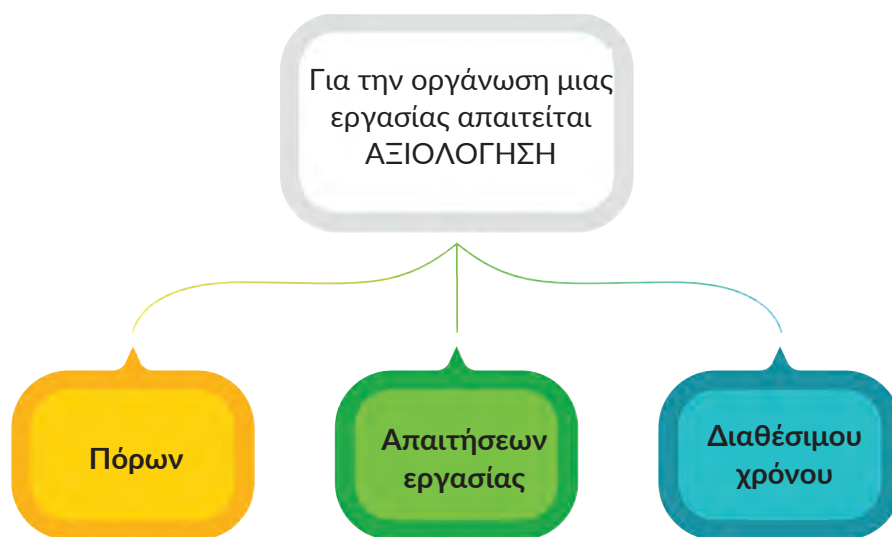 Για την οργάνωση μιας
εργασίας απαιτείται
ΑΞΙΟΛΟΓΗΣΗ
Πόρων
Απαιτήσεων
εργασίας
Διαθέσιμου
χρόνου